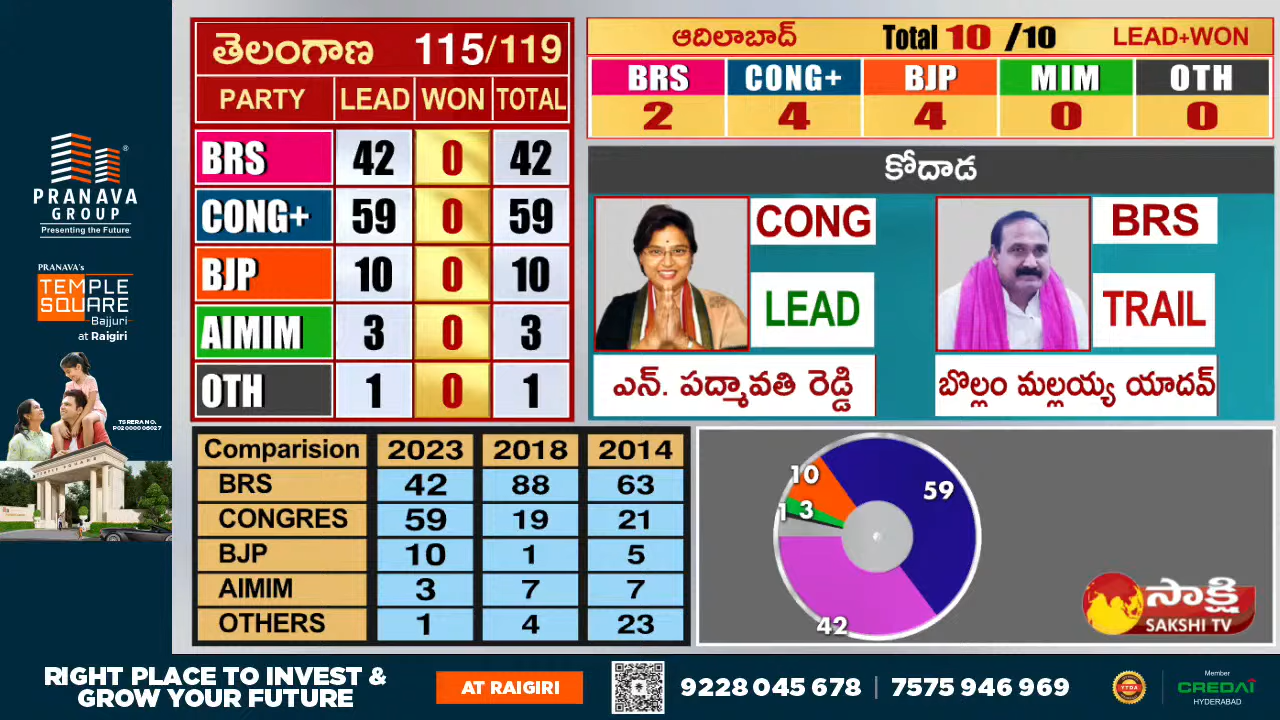 PRANAVA
GROUP
Presenting the Future
PRANAVA's
TEMPLE
SQUARE
Bajjuri
at Raigiri
TS RERA NO.
P02000005027
తెలంగాణ 115/119
PARTY LEAD WON TOTAL
BRS 42 0 42
CONG+ 59 0 59
BJP 10 0 10
AIMIM 3 0 3
OTH 1 0 1
ఆదిలాబాద్ Total 10 /10 LEAD+WON
BRS CONG+ BJP MIM OTH
2 4 4 0 0
కోదాడ
CONG
LEAD
ఎన్. పద్మావతి రెడ్డి
BRS
TRAIL
బొల్లం మల్లయ్య యాదవ్
Comparision 2023 2018 2014
BRS 42 88 63
CONGRES 59 19 21
BJP 10 1 5
AIMIM 3 7 7
OTHERS 1 4 23
10
59
1 3
42
సాక్షి
SAKSHI TV
RIGHT PLACE TO INVEST &
GROW YOUR FUTURE
AT RAIGIRI
9228 045 678 | 7575 946 969
YTDA
Member
CREDAI
HYDERABAD